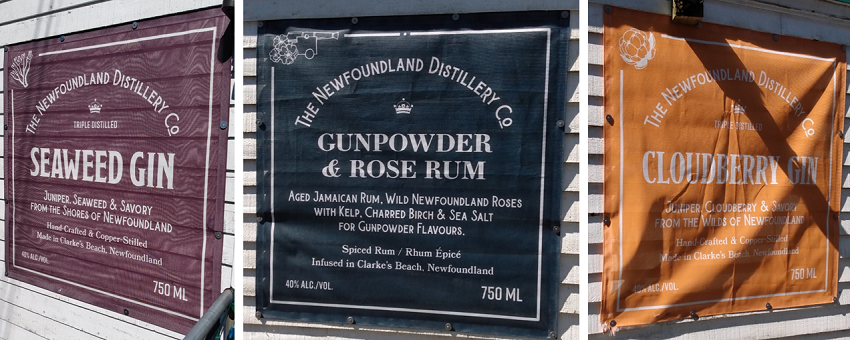 THE NEWFOUNDLAND DISTILLERY CO
TRIPLE DISTILLED
SEAWEED GIN
JUNIPER, SEAWEED & SAVORY
FROM THE SHORES OF NEWFOUNDLAND
Hand-Crafted & Copper-Stilled
Made in Clarke's Beach, Newfoundland
40% ALC./VOL.
750 ML
THE NEWFOUNDLAND DISTILLERY CO
GUNPOWDER
& ROSE RUM
AGED JAMAICAN RUM, WILD NEWFOUNDLAND ROSES
WITH KELP, CHARRED BIRCH & SEA SALT
FOR GUNPOWDER FLAVOURS.
Spiced Rum / Rhum Épicé
Infused in Clarke's Beach, Newfoundland
40% ALC./VOL.
750 ML
THE NEWFOUNDLAND DISTILLERY CO
TRIPLE DISTILLED
CLOUDBERRY GIN
JUNIPER, CLOUDBERRY & SAVORY
FROM THE WILDS OF NEWFOUNDLAND
Hand-Crafted & Copper-Stilled
Made in Clarke's Beach, Newfoundland
40% ALC./VOL.
750 ML